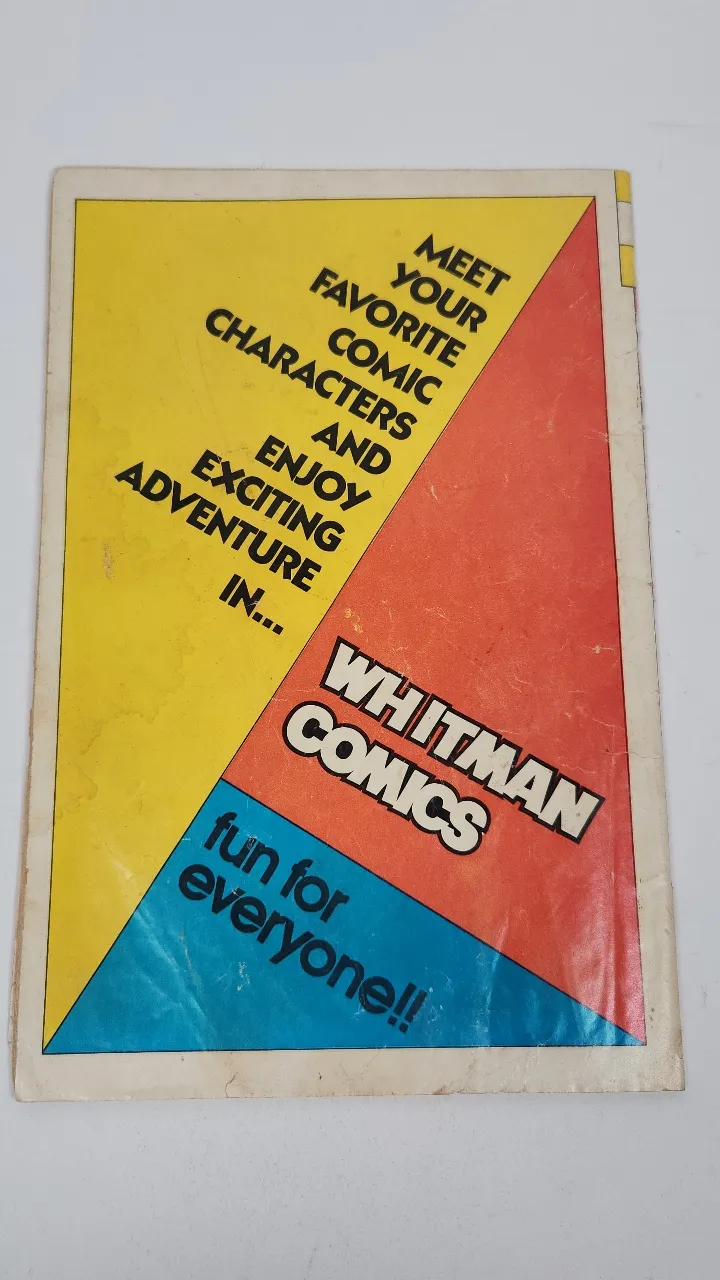 MEET
YOUR
FAVORITE
COMIC
CHARACTERS
AND
ENJOY
EXCITING
ADVENTURE
IN...
WHITMAN
COMICS
fun for
everyone!!